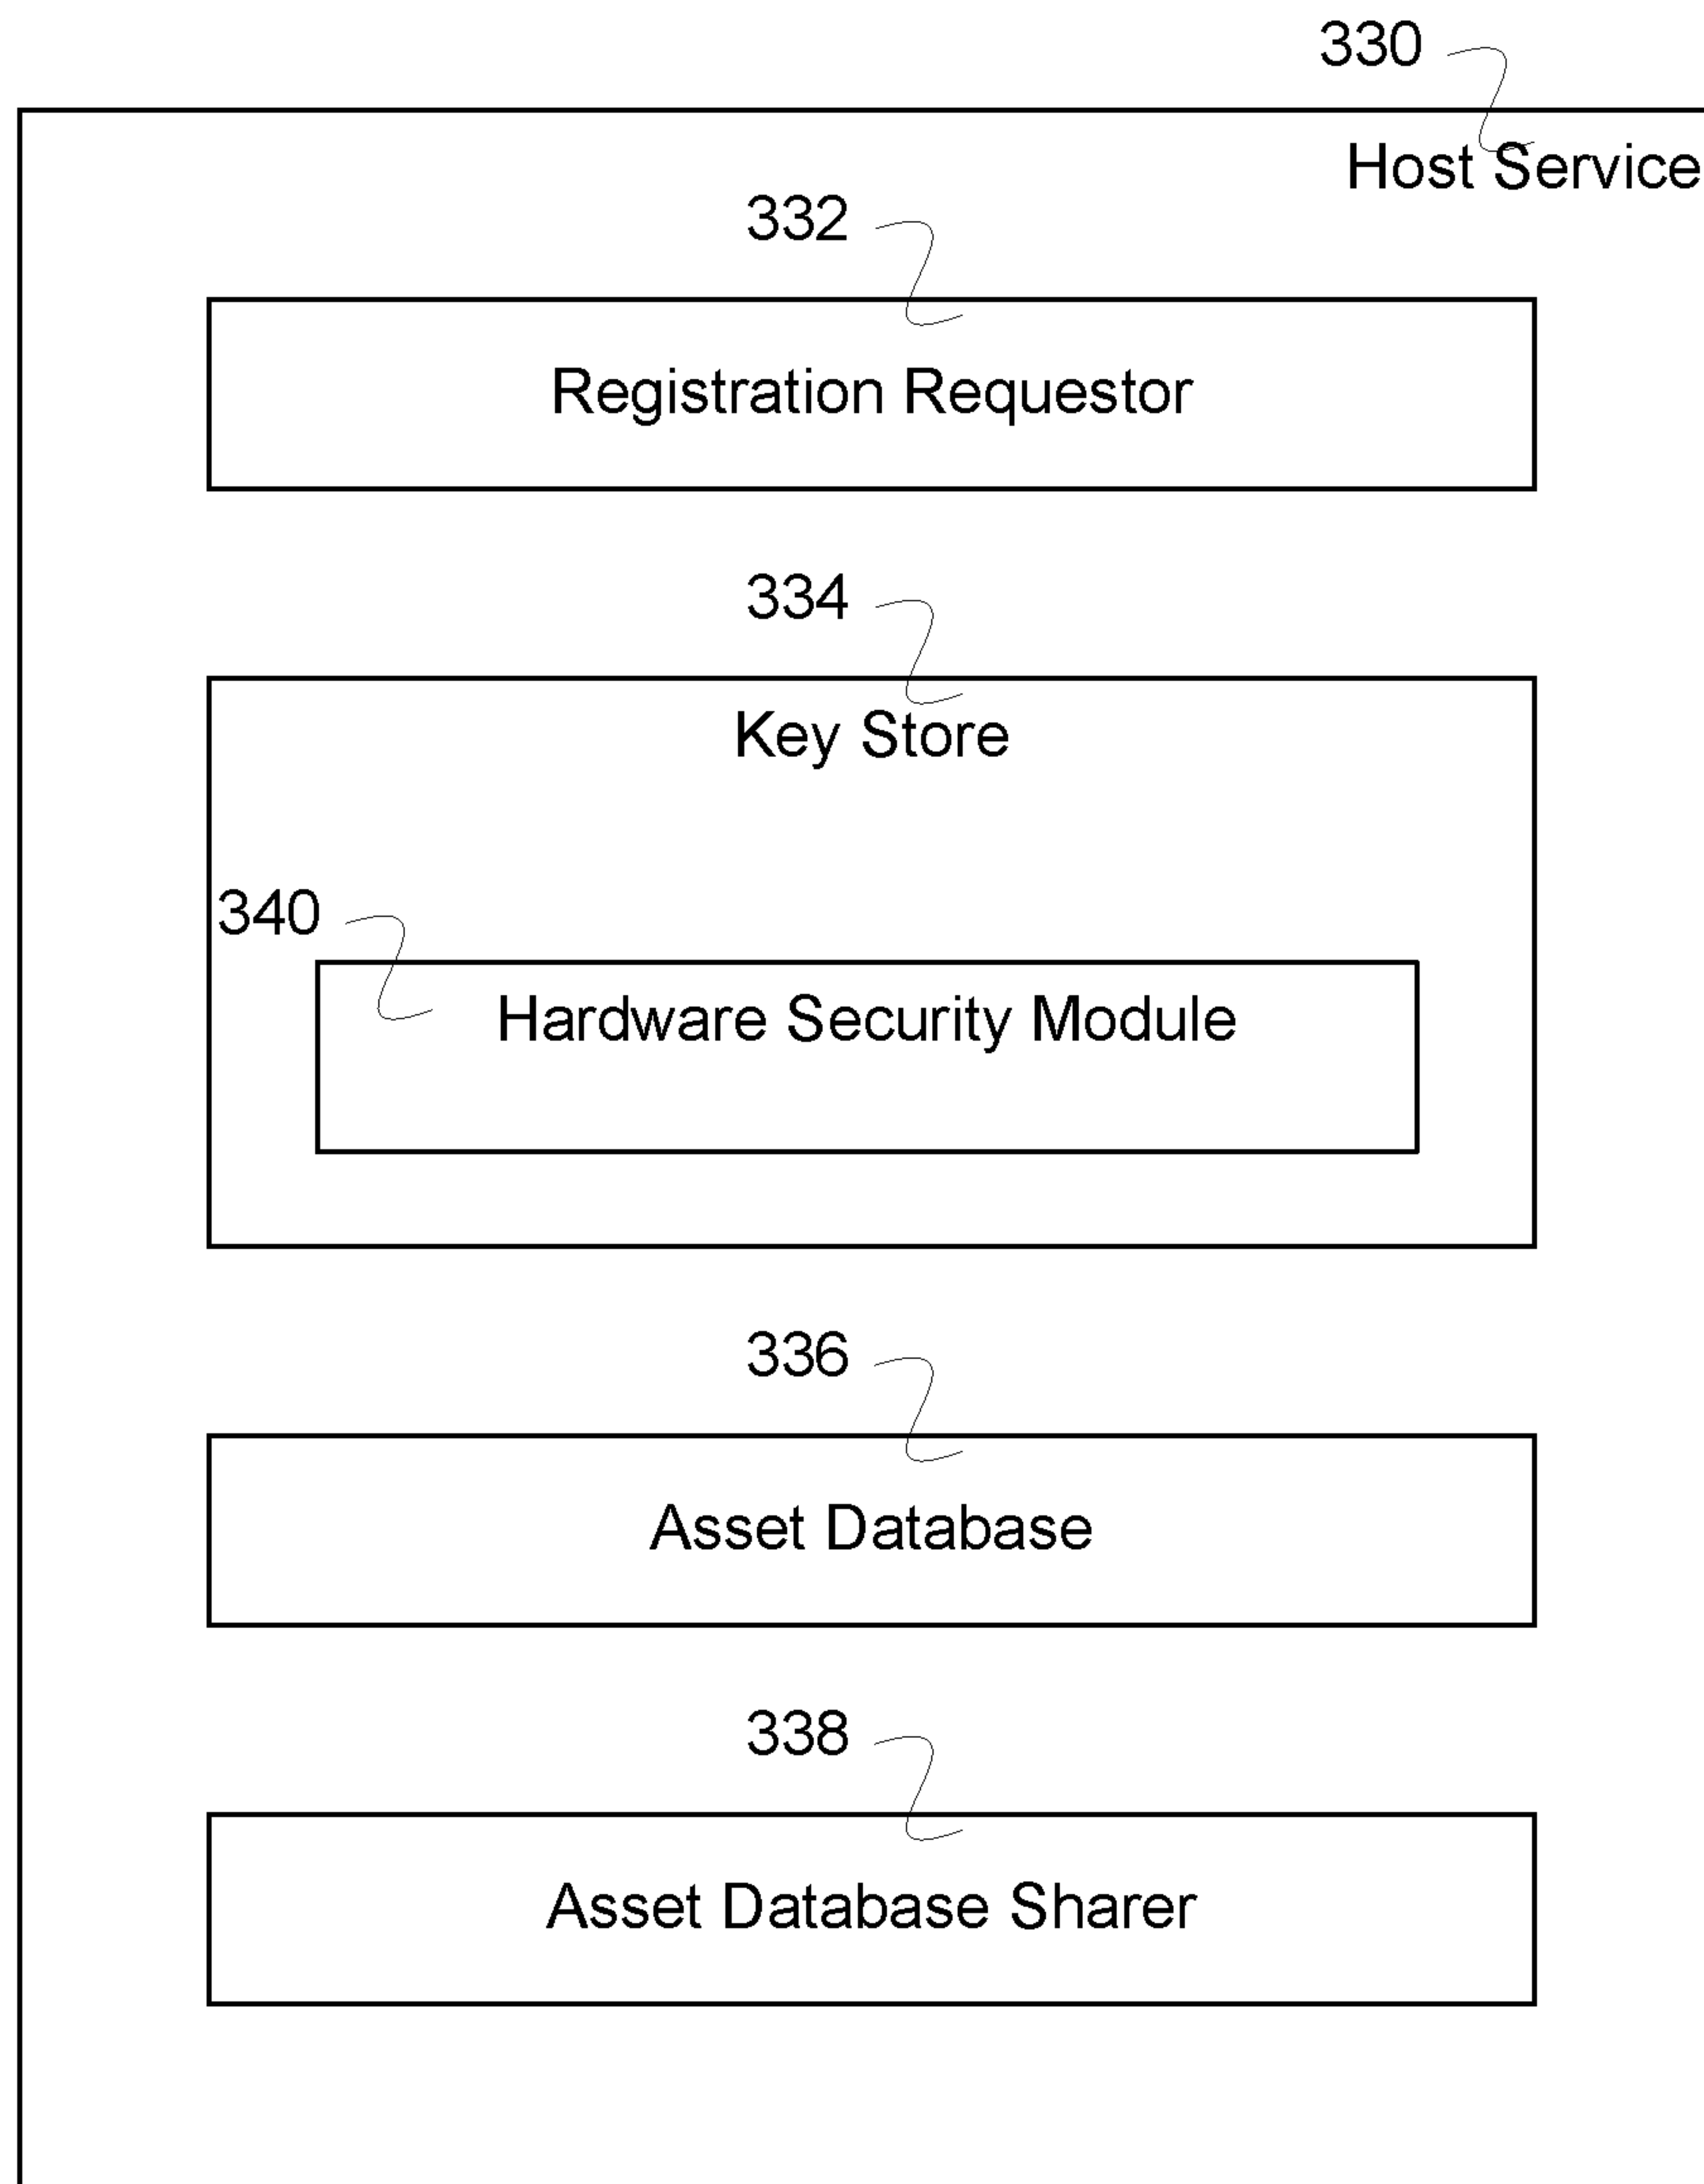 330
Host Service
332
Registration Requestor
334
Key Store
340
Hardware Security Module
336
Asset Database
338
Asset Database Sharer